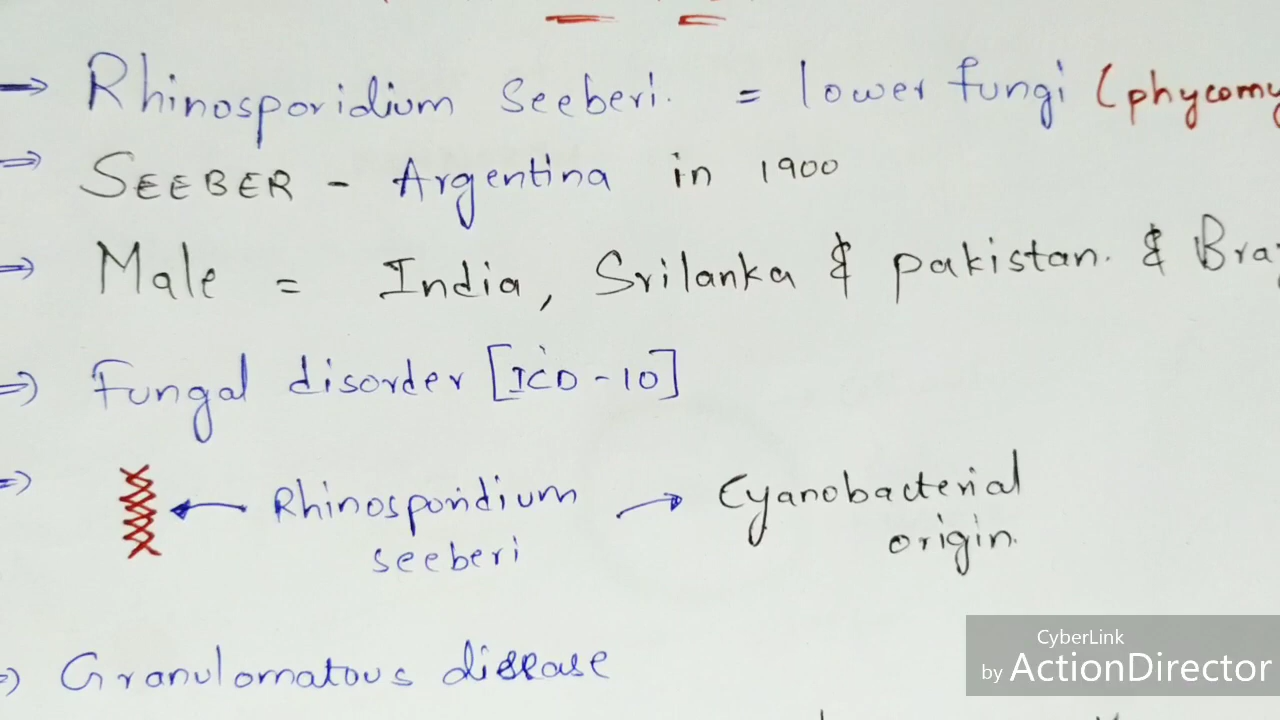 → Rhinosporidium seeberi. = lower fungi (phycomy
⇒ SEEBER - Argentina in 1900
⇒ Male = India, Srilanka & pakistan. & Bra
⇒ Fungal disorder [ICD-10]
⇒ ← Rhinosporidium → Cyanobacterial
seeberi origin.
⇒ Granulomatous disease
CyberLink
by ActionDirector